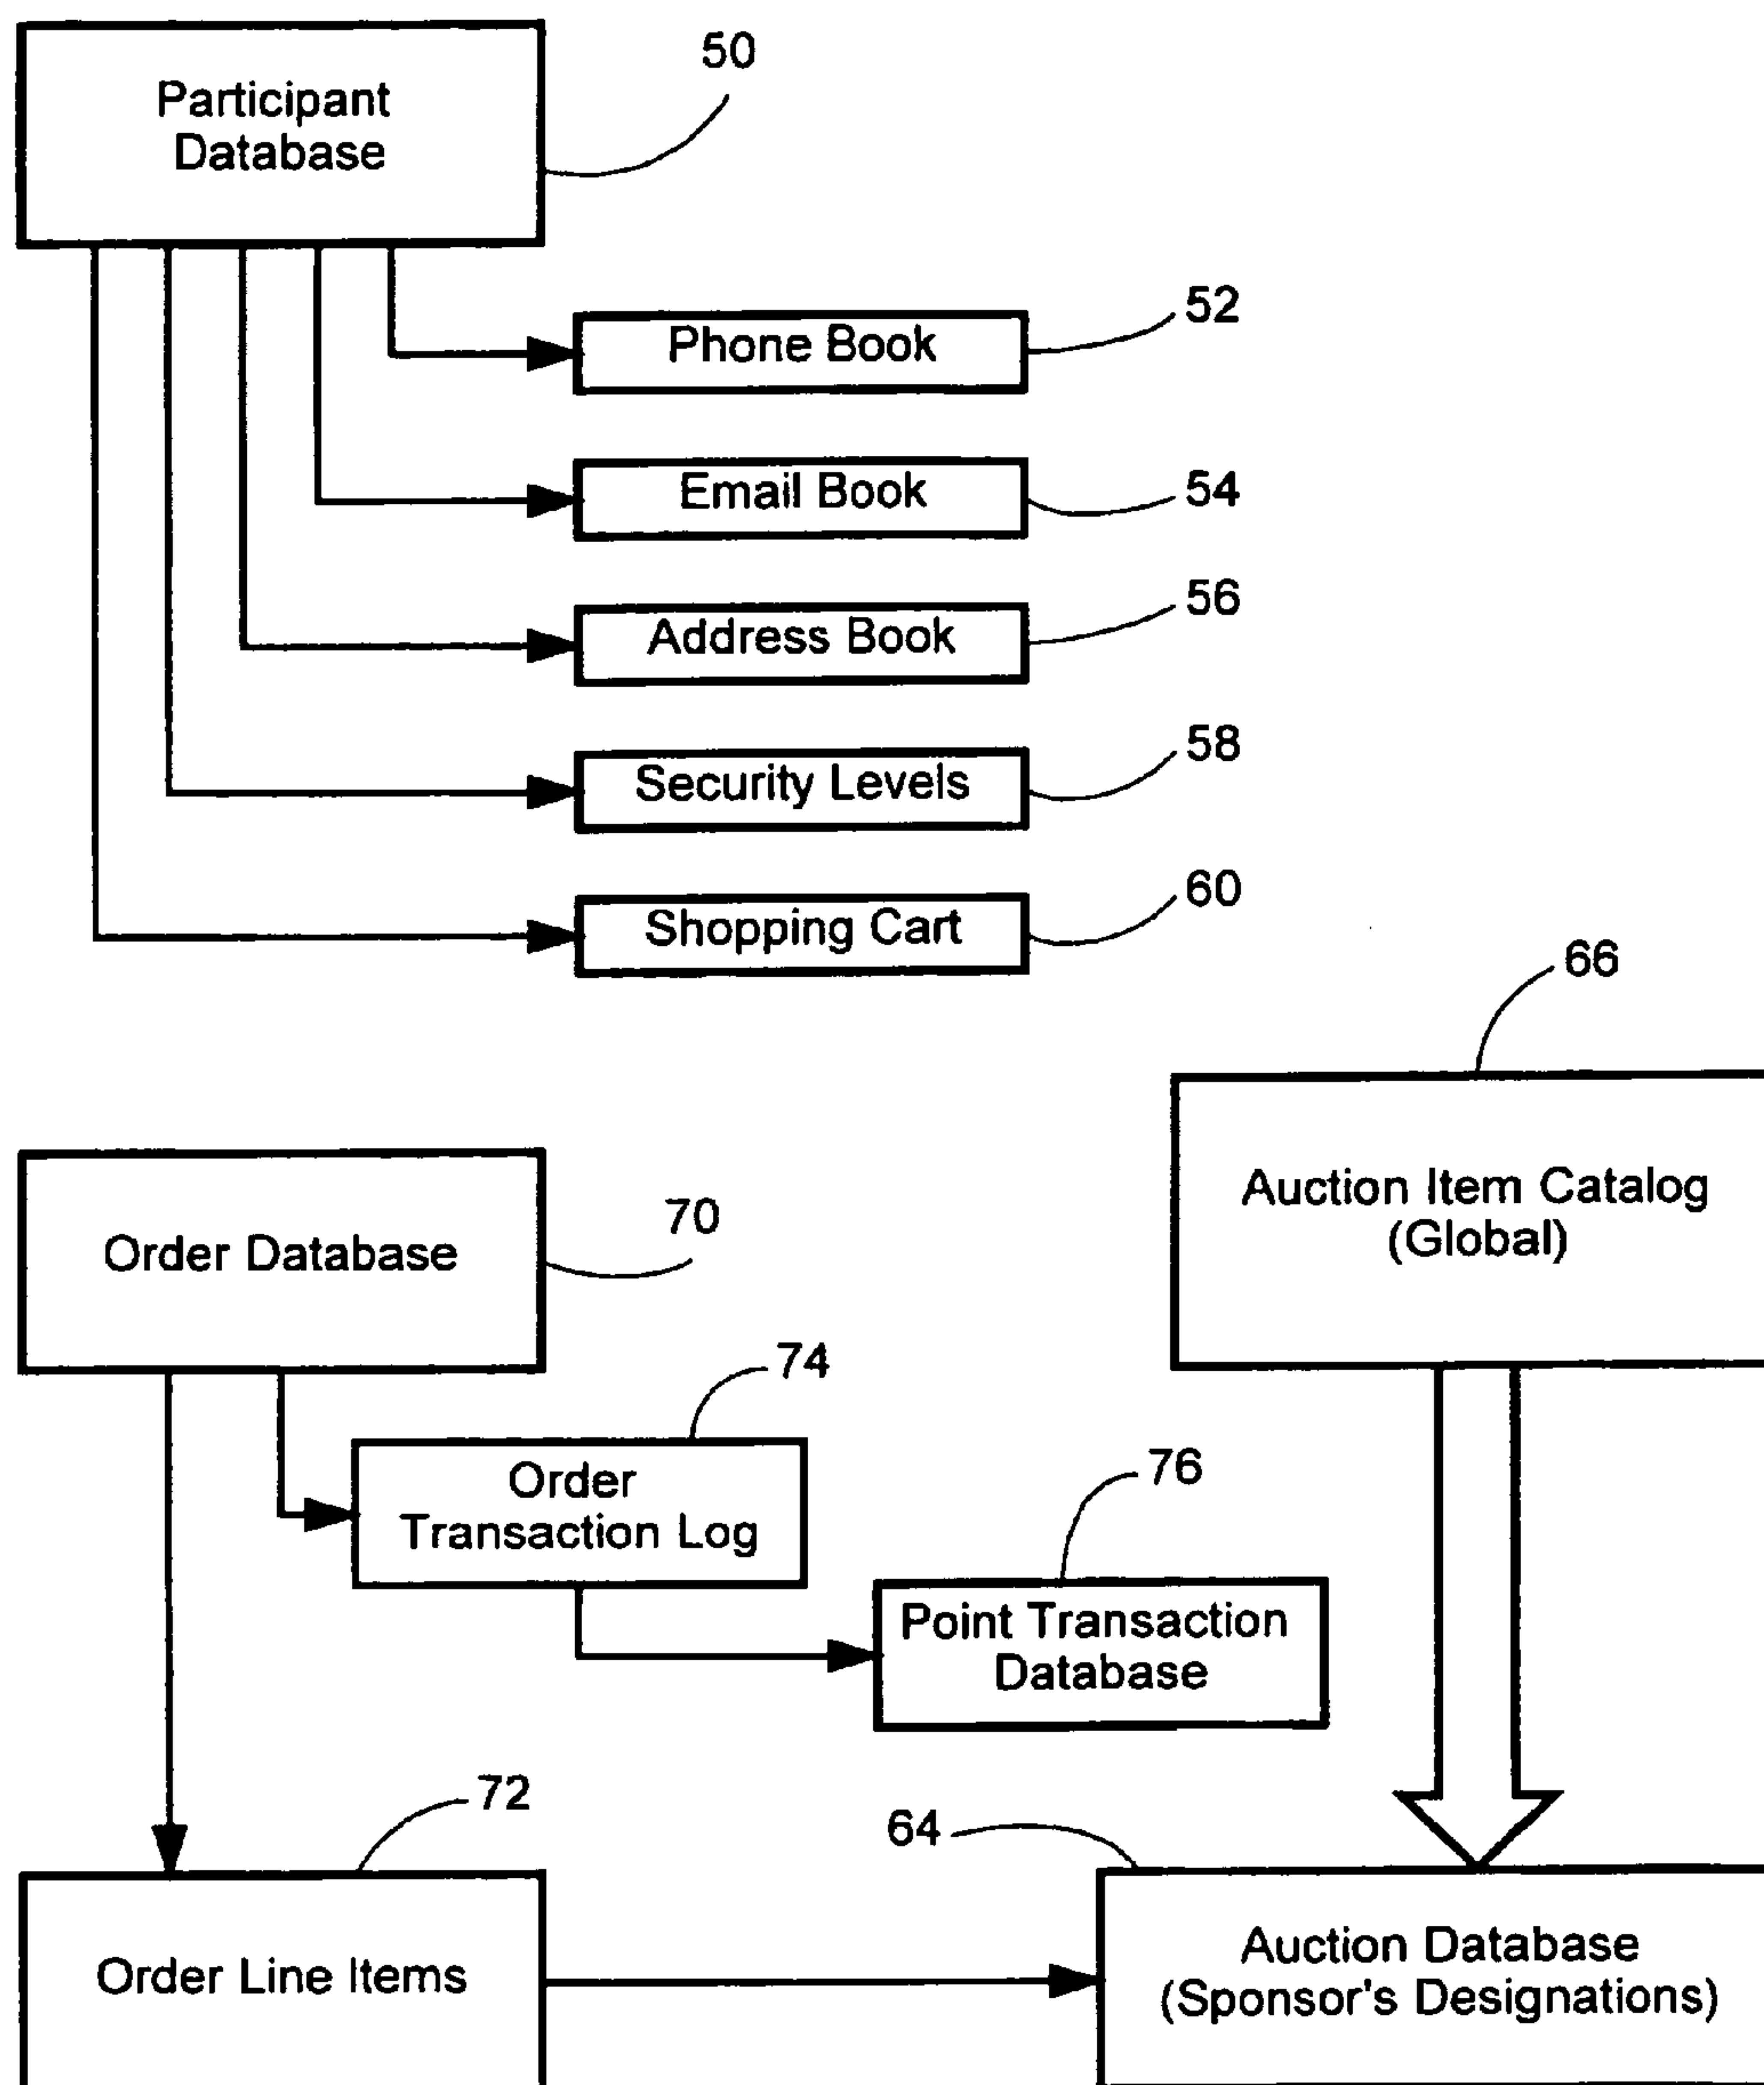 50
Participant
Database
52
Phone Book
Email Book
54
56
Address Book
58
Security Levels
60
Shopping Cart
66
Auction Item Catalog
(Global)
70
Order Database
74
Order
Transaction Log
76
Point Transaction
Database
72
64
Order Line Items
Auction Database
(Sponsor's Designations)